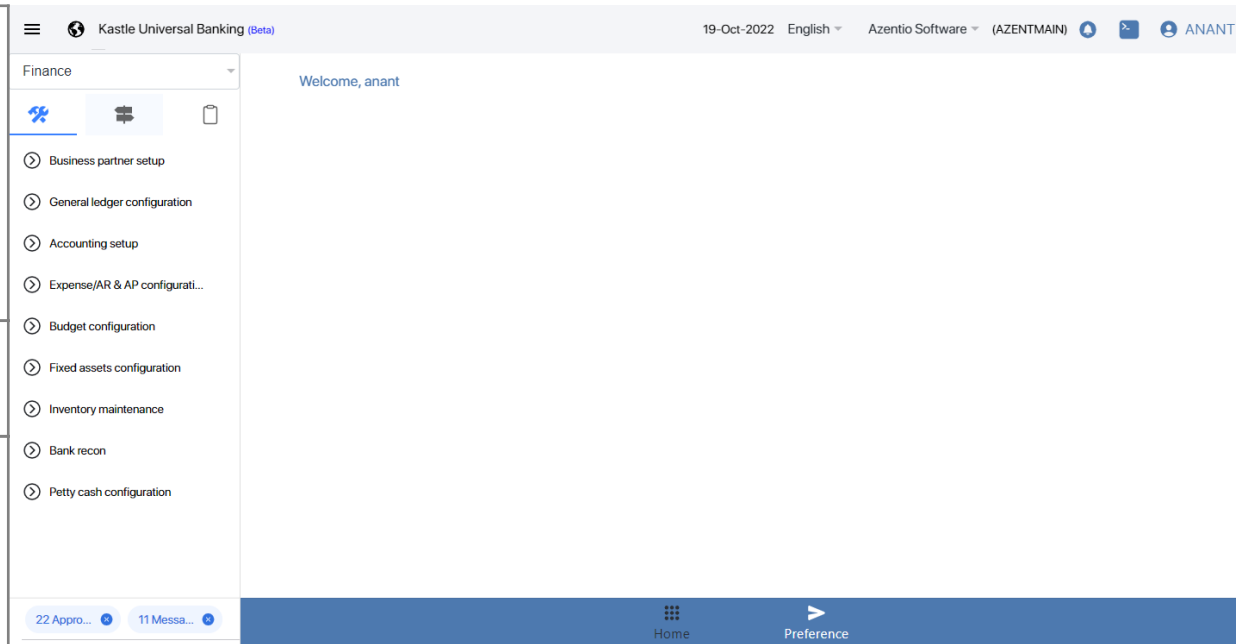 Kastle Universal Banking (Beta) 19-Oct-2022 English Azentio Software (AZENTMAIN) ANANT
Finance
Welcome, anant
Business partner setup
General ledger configuration
Accounting setup
Expense/AR & AP configurati...
Budget configuration
Fixed assets configuration
Inventory maintenance
Bank recon
Petty cash configuration
22 Appro... 11 Messa...
Home Preference